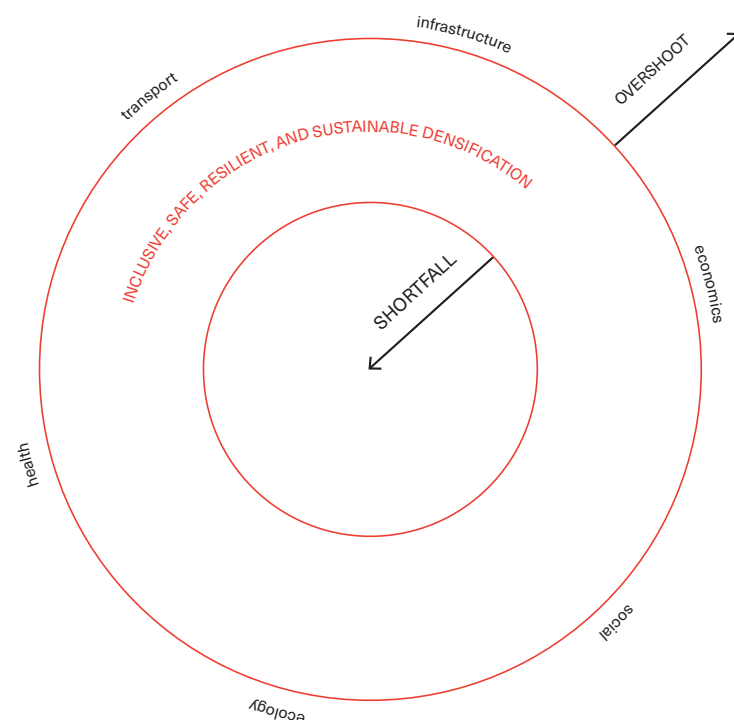 infrastructure
OVERSHOOT
transport
INCLUSIVE, SAFE, RESILIENT, AND SUSTAINABLE DENSIFICATION
economics
SHORTFALL
health
social
ecology